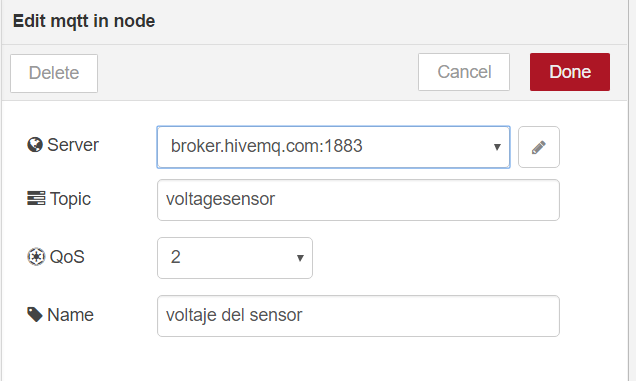 Edit mqtt in node
Delete Cancel Done
Server broker.hivemq.com:1883
Topic voltagesensor
QoS 2
Name voltaje del sensor